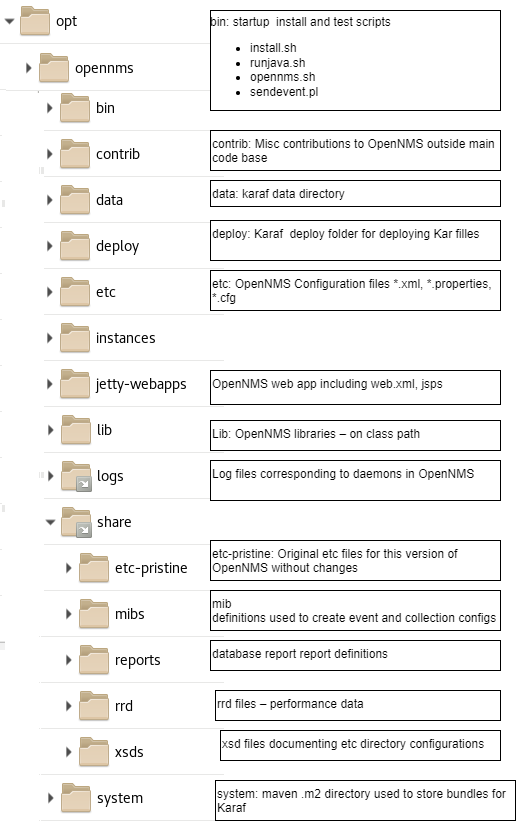 opt
bin: startup  install and test scripts
install.sh
runjava.sh
opennms.sh
sendevent.pl
opennms
bin
contrib
contrib: Misc contributions to OpenNMS outside main
code base
data
data: karaf data directory
deploy
deploy: Karaf  deploy folder for deploying Kar filles
etc
etc: OpenNMS Configuration files *.xml, *.properties,
*.cfg
instances
jetty-webapps
OpenNMS web app including web.xml, jsps
lib
Lib: OpenNMS libraries – on class path
logs
Log files corresponding to daemons in OpenNMS
share
etc-pristine
etc-pristine: Original etc files for this version of
OpenNMS without changes
mibs
mib
definitions used to create event and collection configs
reports
database report report definitions
rrd
rrd files – performance data
xsds
xsd files documenting etc directory configurations
system
system: maven .m2 directory used to store bundles for
Karaf